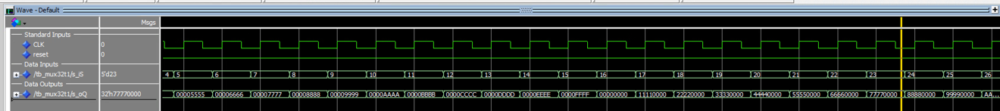 Wave - Default
Msgs
Standard Inputs
CLK 0
reset 0
Data Inputs
/tb_mux32t1/s_iS 5'd23 4 5 6 7 8 9 10 11 12 13 14 15 16 17 18 19 20 21 22 23 24 25 26
Data Outputs
/tb_mux32t1/s_oQ 32'h77770000 00005555 00006666 00007777 00008888 00009999 0000AAAA 0000BBBB 0000CCCC 0000DDDD 0000EEEE 0000FFFF 00000000 11110000 22220000 33330000 44440000 55550000 66660000 77770000 88880000 99990000 AA...